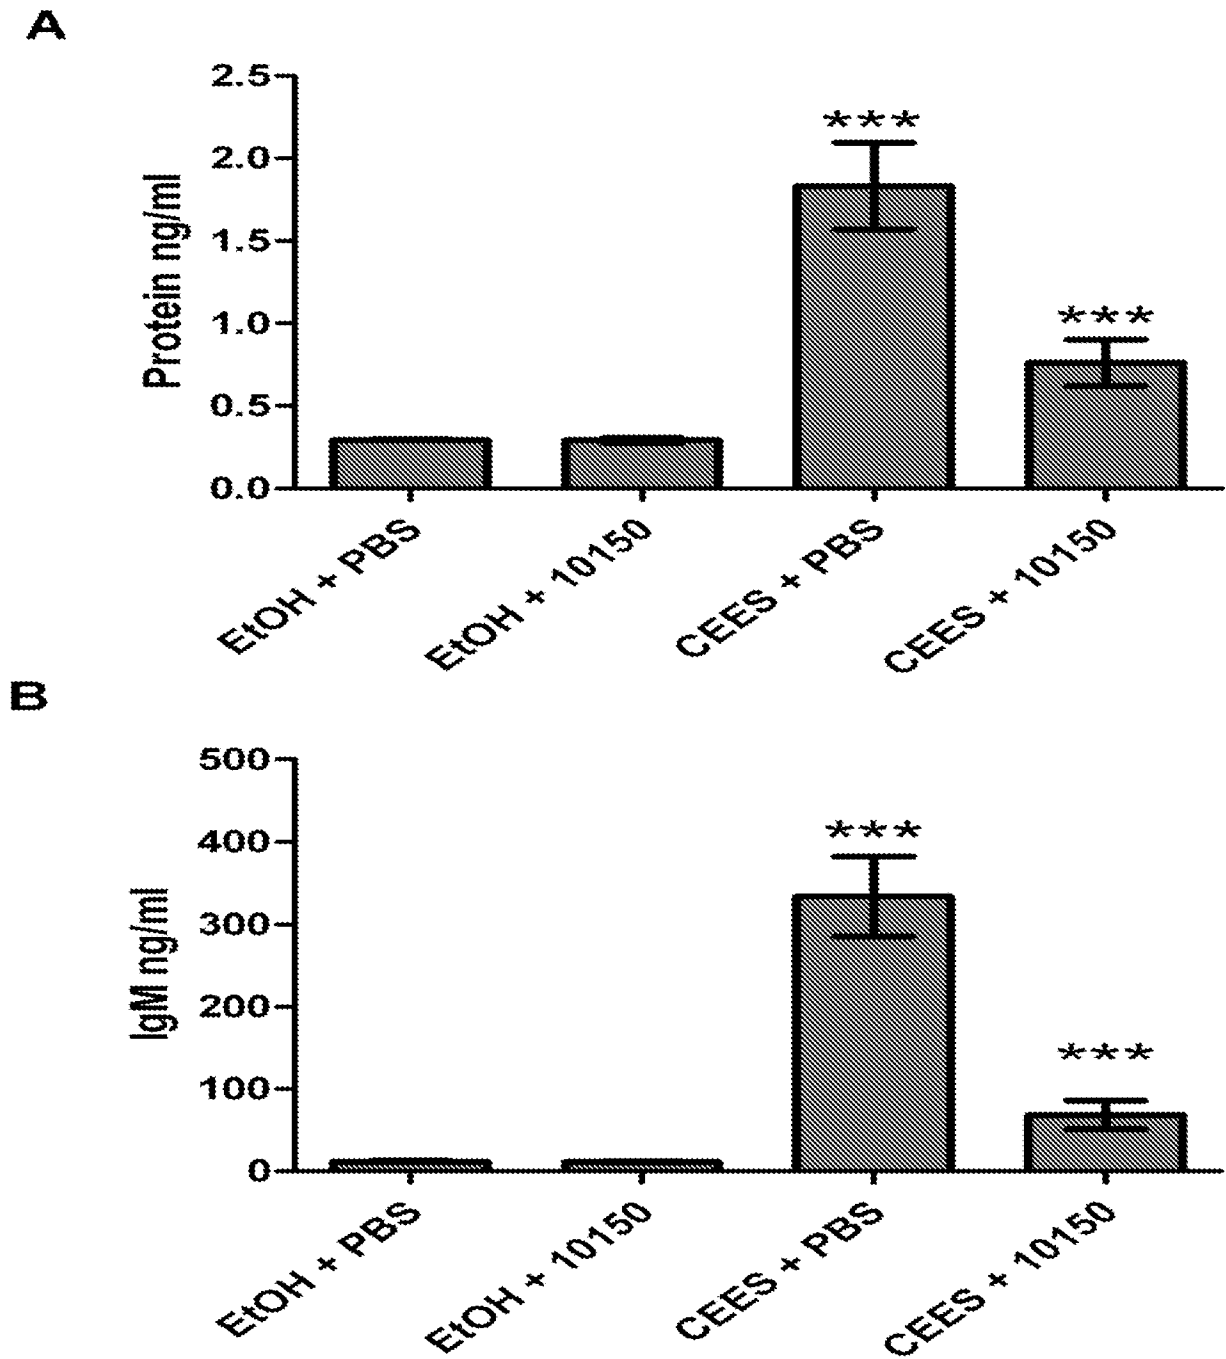 A
2.5
2.0
1.5
1.0
0.5
0.0
Protein ng/ml
***
***
EtOH + PBS
EtOH + 10150
CEES + PBS
CEES + 10150
B
500
400
300
200
100
0
IgM ng/ml
***
***
EtOH + PBS
EtOH + 10150
CEES + PBS
CEES + 10150